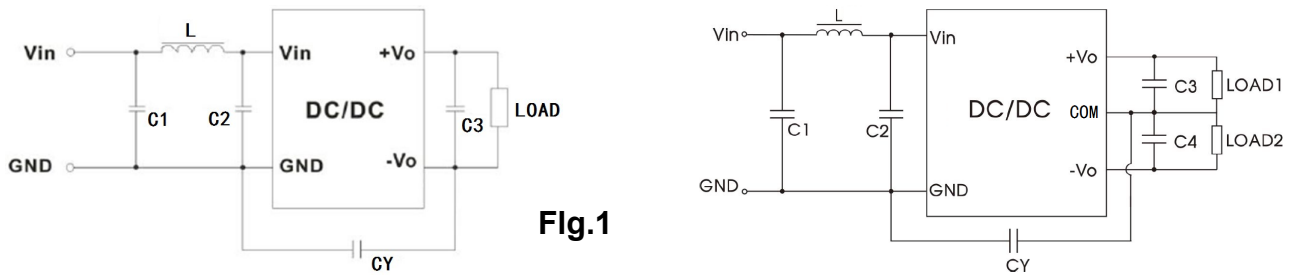 L
Vin
Vin
+Vo
C1
C2
DC/DC
C3
LOAD
GND
GND
-Vo
CY
FIg.1
L
Vin
Vin
+Vo
C3
LOAD1
C1
C2
DC/DC
COM
C4
LOAD2
-Vo
GND
GND
CY